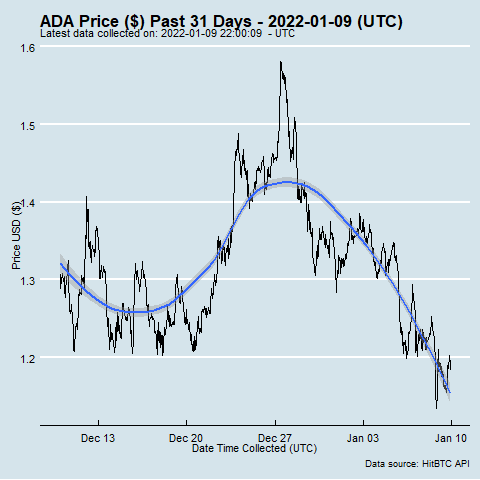 ADA Price ($) Past 31 Days - 2022-01-09 (UTC)
Latest data collected on: 2022-01-09 22:00:09 - UTC
1.6
1.5
1.4
1.3
1.2
Price USD ($)
Dec 13 Dec 20 Dec 27 Jan 03 Jan 10
Date Time Collected (UTC)
Data source: HitBTC API